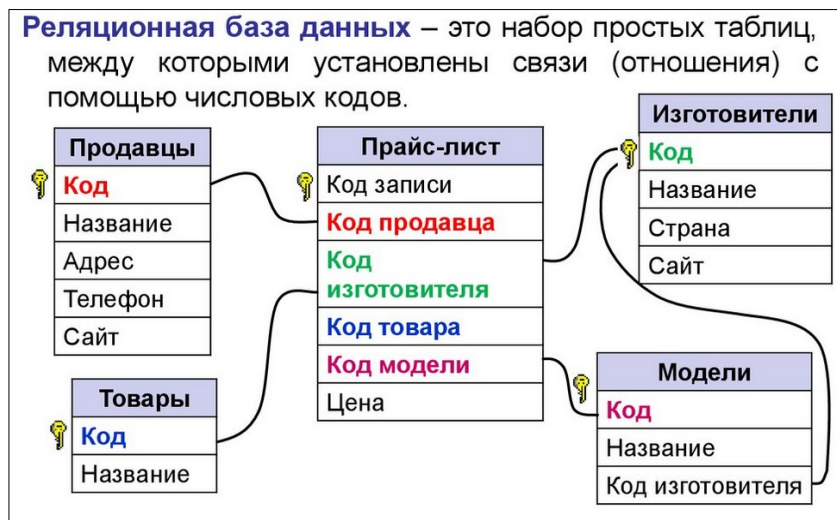 Реляционная база данных – это набор простых таблиц,
между которыми установлены связи (отношения) с
помощью числовых кодов.
Продавцы
Код
Название
Адрес
Телефон
Сайт
Товары
Код
Название
Прайс-лист
Код записи
Код продавца
Код
изготовителя
Код товара
Код модели
Цена
Изготовители
Код
Название
Страна
Сайт
Модели
Код
Название
Код изготовителя